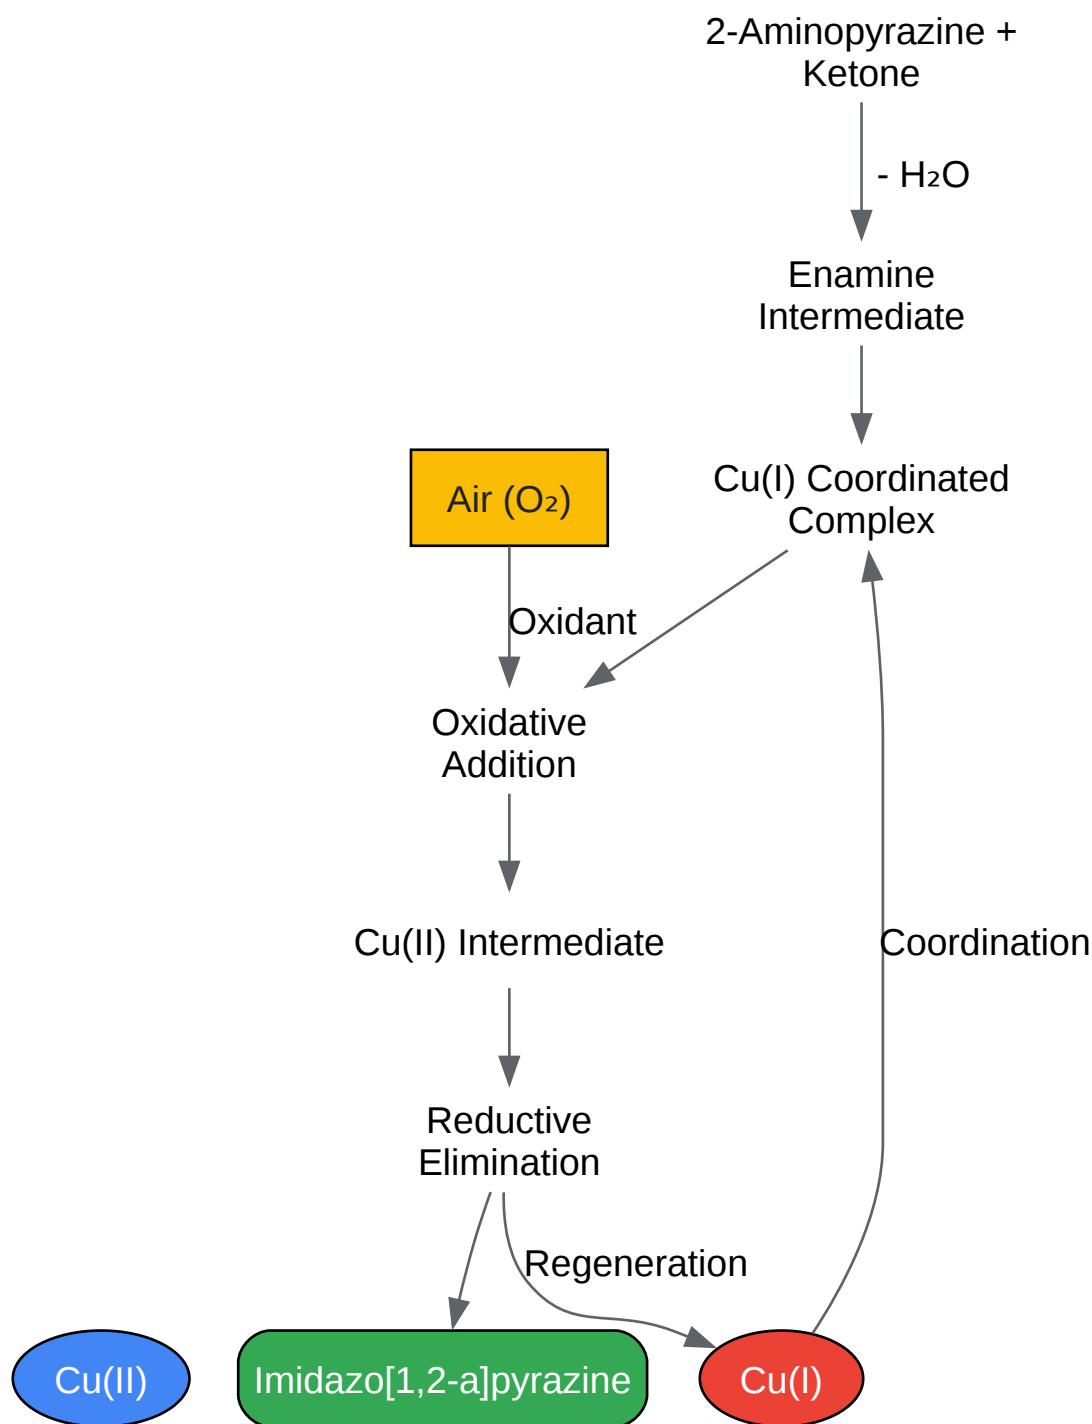 2-Aminopyrazine +
Ketone
- H₂O
Enamine
Intermediate
Cu(I) Coordinated
Complex
Air (O₂)
Oxidant
Oxidative
Addition
Cu(II) Intermediate
Coordination
Reductive
Elimination
Regeneration
Cu(II)
Imidazo[1,2-a]pyrazine
Cu(I)